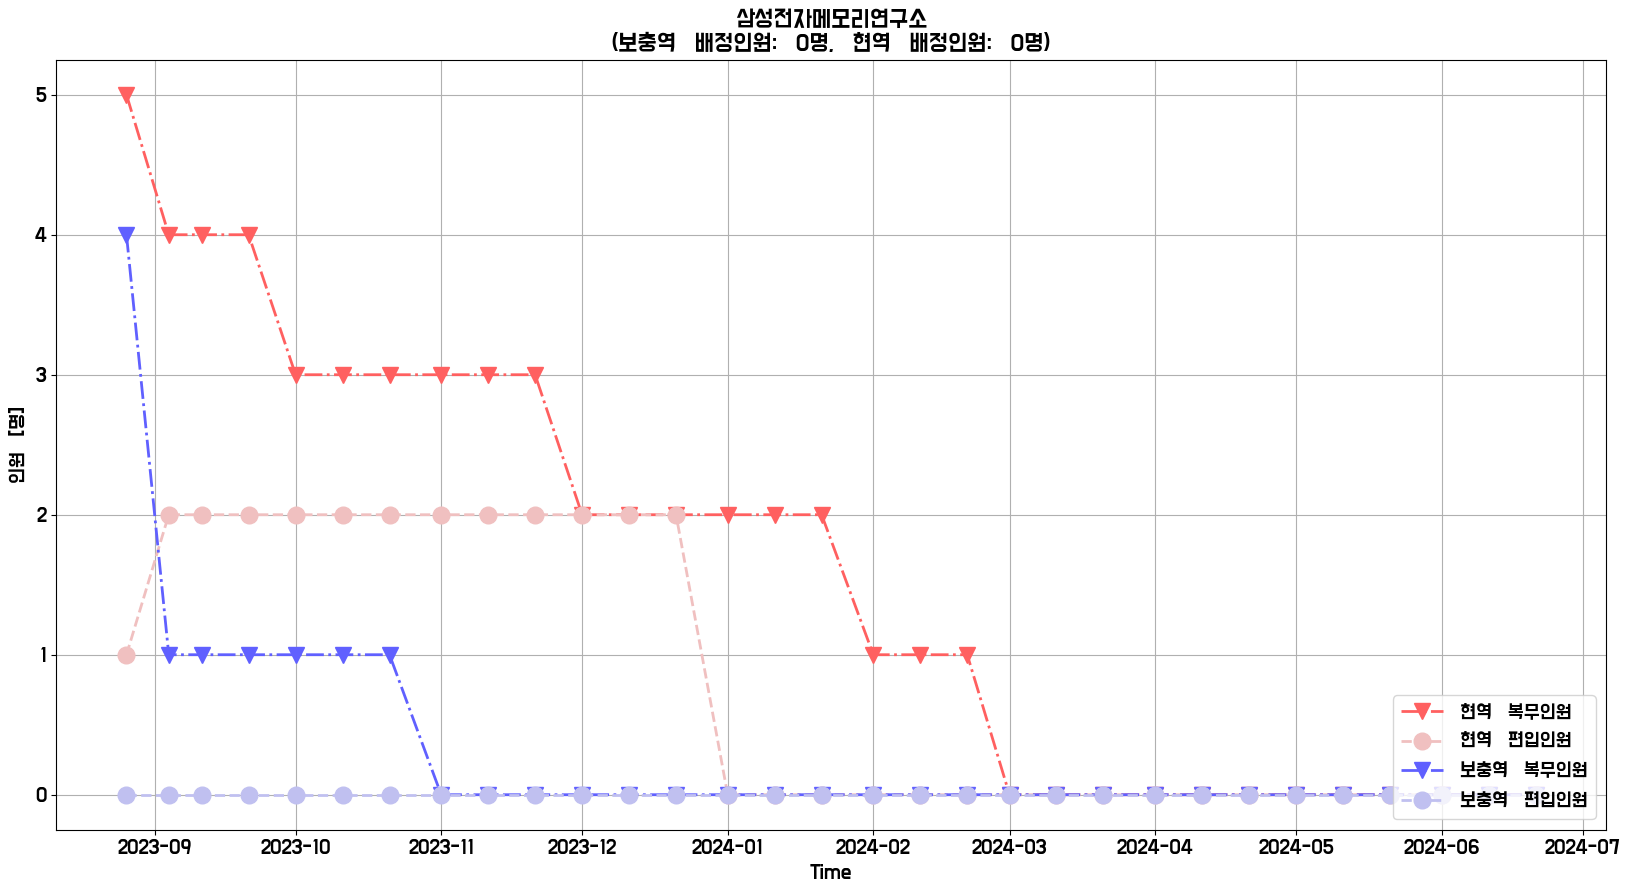 삼성전자메모리연구소
(보충역 배정인원: 0명, 현역 배정인원: 0명)
5
4
3
2
1
0
인원 [명]
현역 복무인원
현역 편입인원
보충역 복무인원
보충역 편입인원
2023-09 2023-10 2023-11 2023-12 2024-01 2024-02 2024-03 2024-04 2024-05 2024-06 2024-07
Time